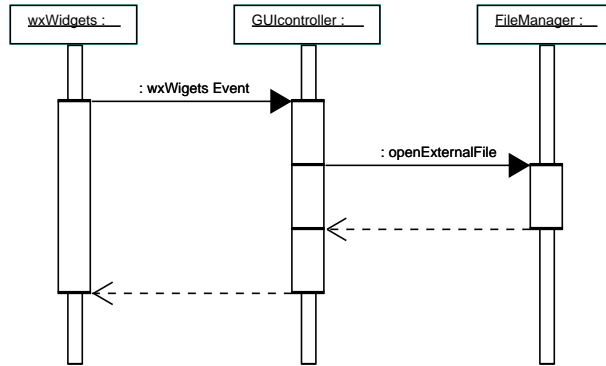 wxWidgets :
GUIcontroller :
FileManager :
: wxWigets Event
: openExternalFile